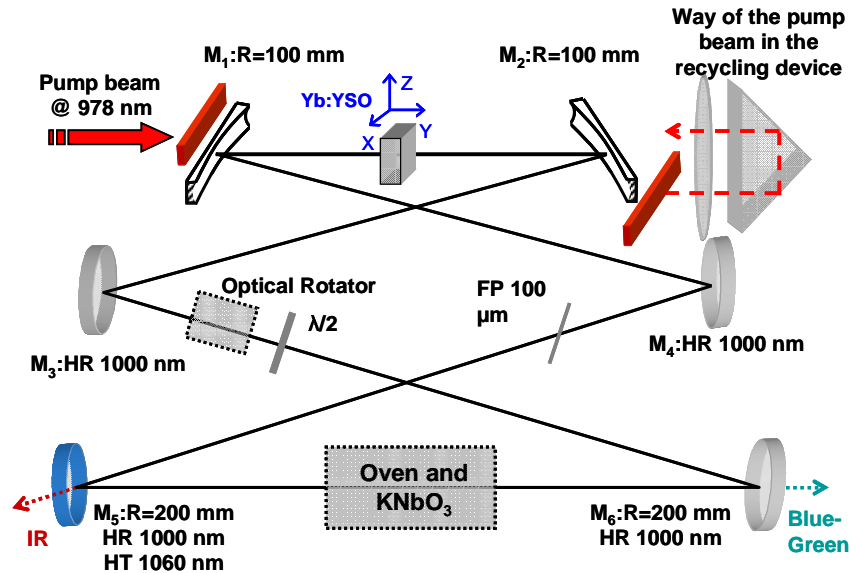 Way of the pump
beam in the
recycling device
M1:R=100 mm
M2:R=100 mm
Pump beam
@ 978 nm
Yb:YSO
Z
X
Y
Optical Rotator
λ/2
FP 100
µm
M3:HR 1000 nm
M4:HR 1000 nm
Oven and
KNbO3
IR
M5:R=200 mm
HR 1000 nm
HT 1060 nm
M6:R=200 mm
HR 1000 nm
Blue-
Green